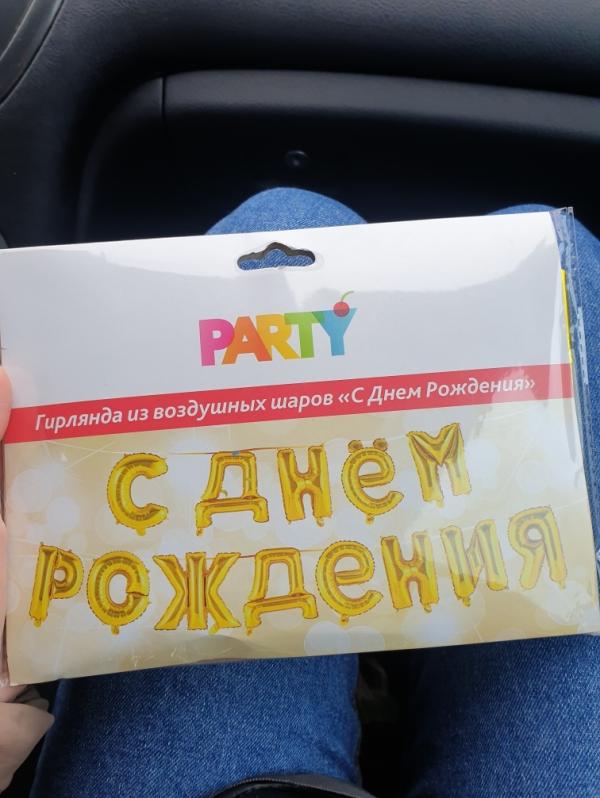 PARTY
Гирлянда из воздушных шаров «С Днем Рождения»
С ДНЁМ
РОЖДЕНИЯ